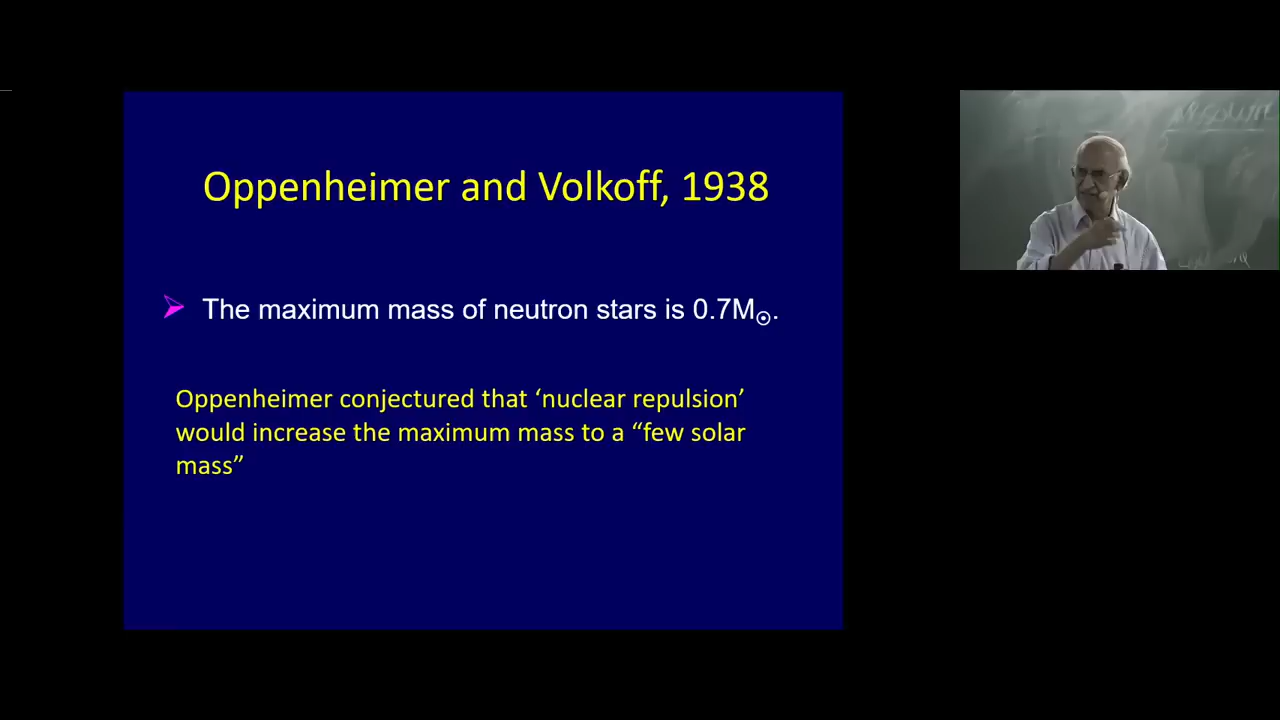 Oppenheimer and Volkoff, 1938
➢ The maximum mass of neutron stars is 0.7M☉.
Oppenheimer conjectured that ‘nuclear repulsion’
would increase the maximum mass to a “few solar
mass”